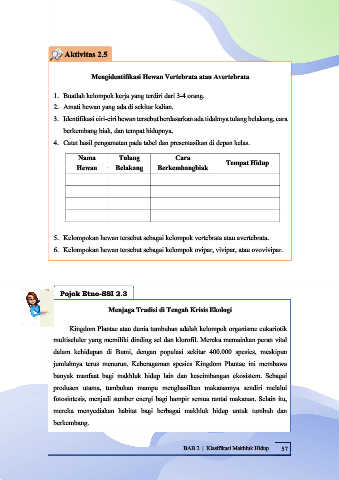 Aktivitas 2.5
Mengidentifikasi Hewan Vertebrata atau Avertebrata
1. Buatlah kelompok kerja yang terdiri dari 3-4 orang.
2. Amati hewan yang ada di sekitar kalian.
3. Identifikasi ciri-ciri hewan tersebut berdasarkan ada tidaknya tulang belakang, cara
berkembang biak, dan tempat hidupnya.
4. Catat hasil pengamatan pada tabel dan presentasikan di depan kelas.
Nama Hewan
Tulang Belakang
Cara Berkembangbiak
Tempat Hidup
5. Kelompokan hewan tersebut sebagai kelompok vertebrata atau avertebrata.
6. Kelompokan hewan tersebut sebagai kelompok ovipar, vivipar, atau ovovivipar.
Pojok Etno-SSI 2.3
Menjaga Tradisi di Tengah Krisis Ekologi
Kingdom Plantae atau dunia tumbuhan adalah kelompok organisme eukariotik
multiseluler yang memiliki dinding sel dan klorofil. Mereka memainkan peran vital
dalam kehidupan di Bumi, dengan populasi sekitar 400.000 spesies, meskipun
jumlahnya terus menurun. Keberagaman spesies Kingdom Plantae ini membawa
banyak manfaat bagi makhluk hidup lain dan keseimbangan ekosistem. Sebagai
produsen utama, tumbuhan mampu menghasilkan makanannya sendiri melalui
fotosintesis, menjadi sumber energi bagi hampir semua rantai makanan. Selain itu,
mereka menyediakan habitat bagi berbagai makhluk hidup untuk tumbuh dan
berkembang.
BAB 2 | Klasifikasi Makhluk Hidup 57